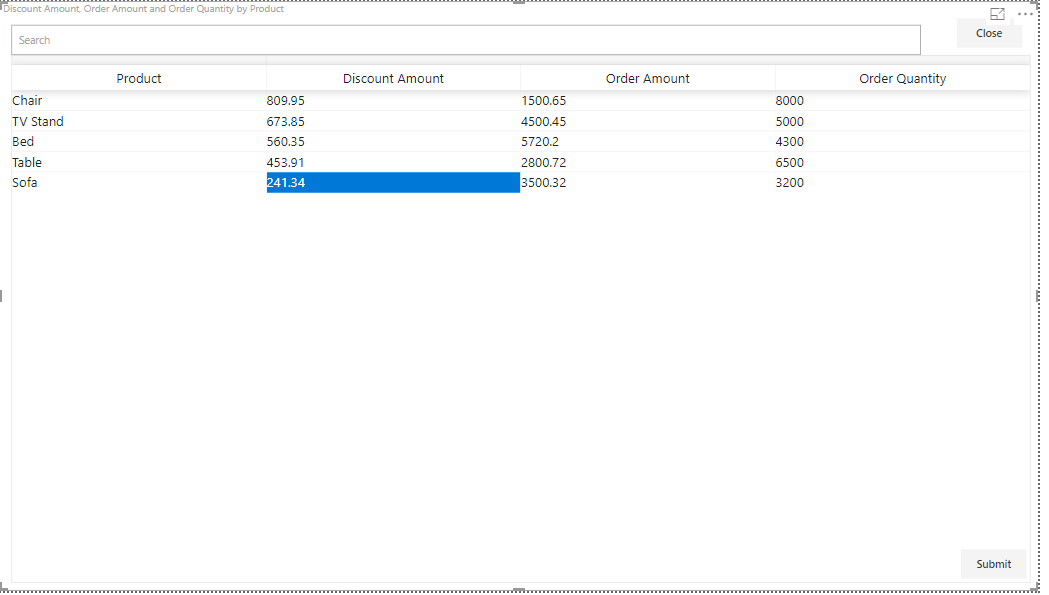 Discount Amount, Order Amount and Order Quantity by Product
Search
Close
Product Discount Amount Order Amount Order Quantity
Chair 809.95 1500.65 8000
TV Stand 673.85 4500.45 5000
Bed 560.35 5720.2 4300
Table 453.91 2800.72 6500
Sofa 241.34 3500.32 3200
Submit